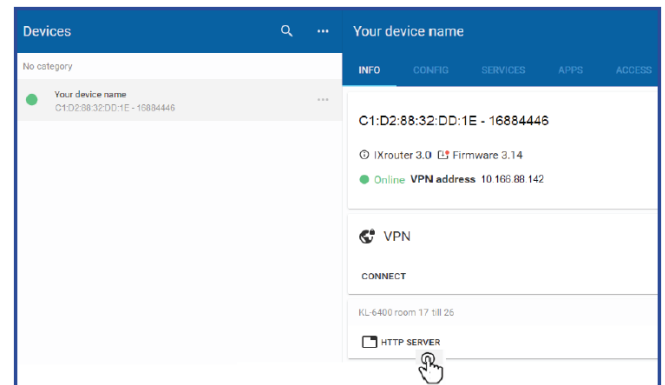 Devices
No category
Your device name
C1:D2:88:32:DD:1E - 16884446
Your device name
INFO CONFIG SERVICES APPS ACCESS
C1:D2:88:32:DD:1E - 16884446
IXrouter 3.0 Firmware 3.14
Online VPN address 10.166.88.142
VPN
CONNECT
KL-6400 room 17 till 26
HTTP SERVER